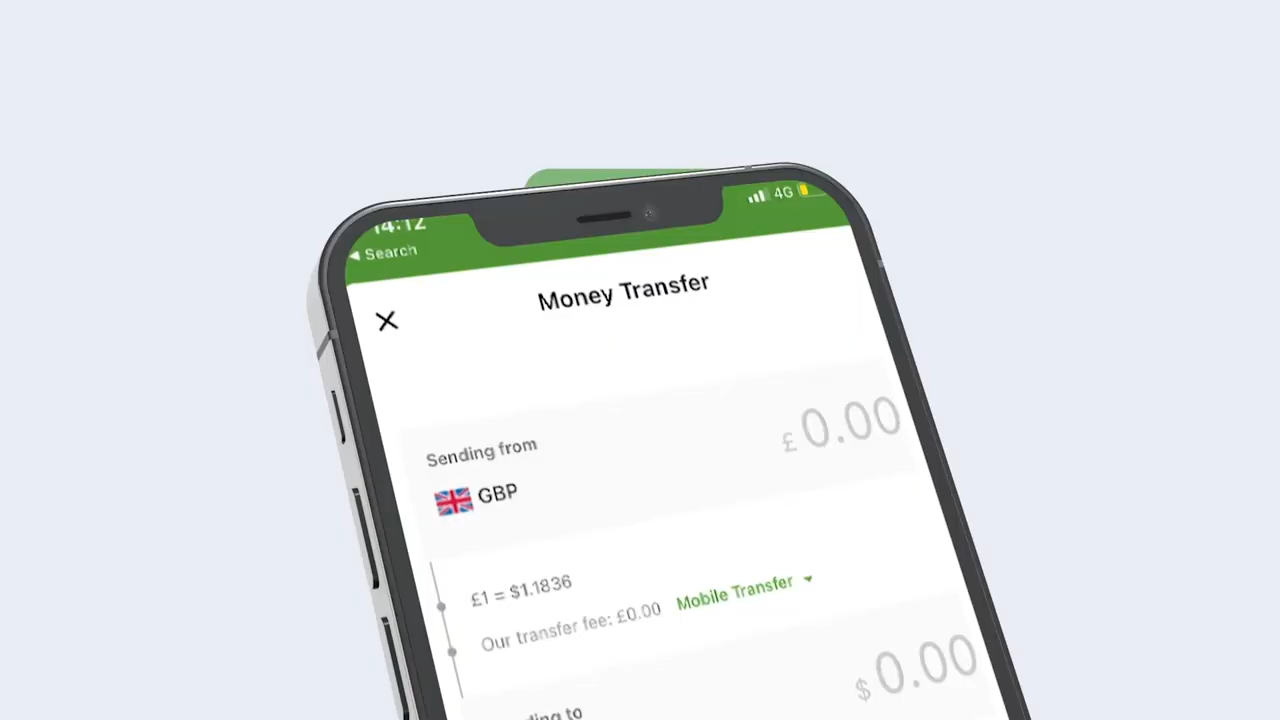 14:12
4G
◀ Search
Money Transfer
Sending from
£ 0.00
GBP
£1 = $1.1836
Our transfer fee: £0.00 Mobile Transfer
$ 0.00
to